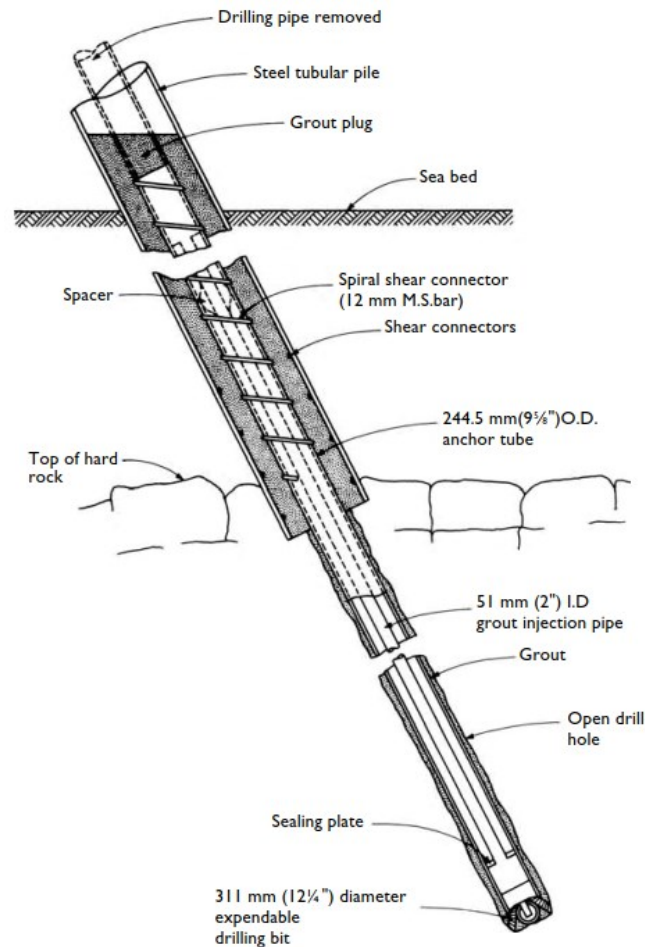 Drilling pipe removed
Steel tubular pile
Grout plug
Sea bed
Spacer
Spiral shear connector
(12 mm M.S.bar)
Shear connectors
244.5 mm(9⅝")O.D.
anchor tube
Top of hard
rock
51 mm (2") I.D
grout injection pipe
Grout
Open drill
hole
Sealing plate
311 mm (12¼") diameter
expendable
drilling bit